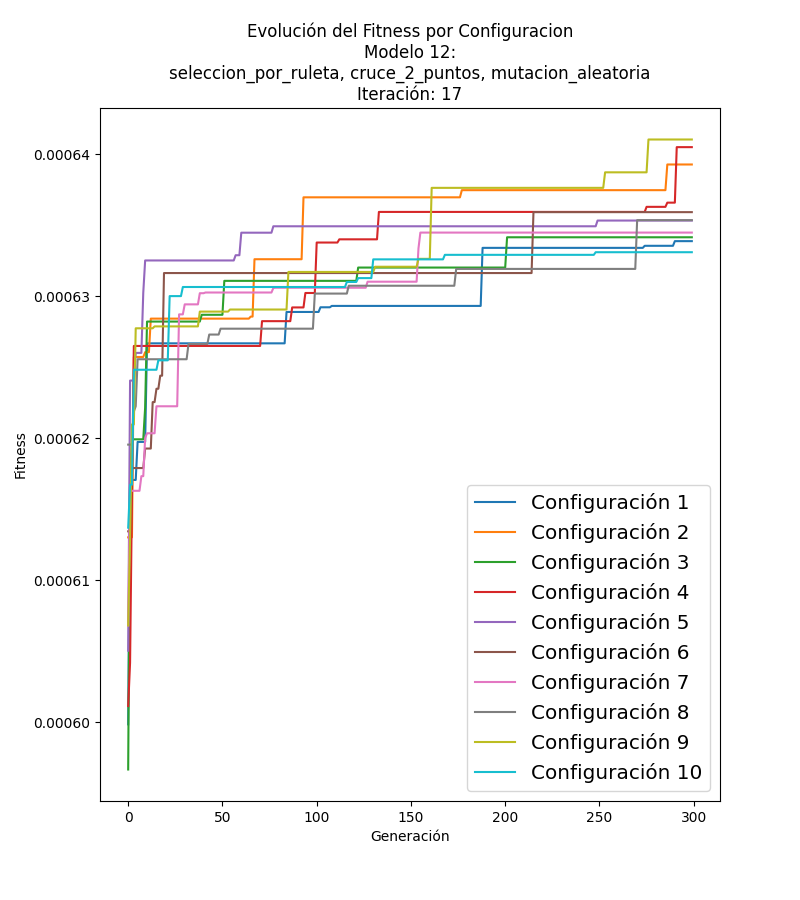 Evolución del Fitness por Configuracion
Modelo 12:
seleccion_por_ruleta, cruce_2_puntos, mutacion_aleatoria
Iteración: 17
Fitness
0.00064
0.00063
0.00062
0.00061
0.00060
Configuración 1
Configuración 2
Configuración 3
Configuración 4
Configuración 5
Configuración 6
Configuración 7
Configuración 8
Configuración 9
Configuración 10
0 50 100 150 200 250 300
Generación